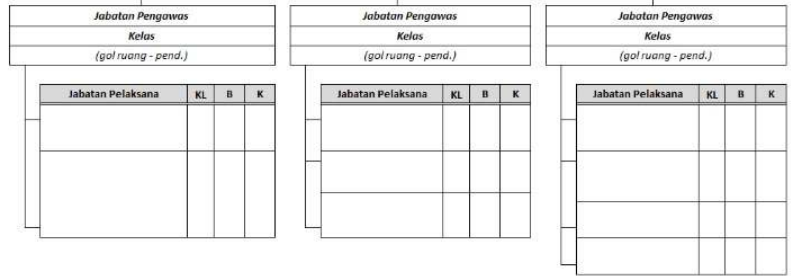 Jabatan Pengawas
Kelas
(gol ruang - pend.)
Jabatan Pelaksana KL B K
Jabatan Pengawas
Kelas
(gol ruang - pend.)
Jabatan Pelaksana KL B K
Jabatan Pengawas
Kelas
(gol ruang - pend.)
Jabatan Pelaksana KL B K